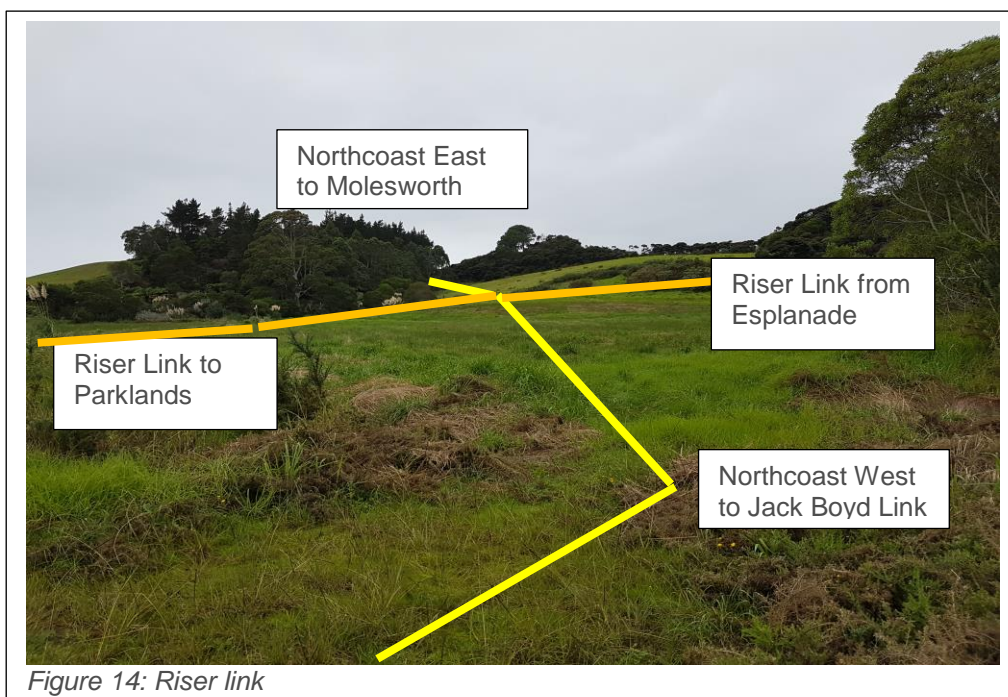 Northcoast East
to Molesworth
Riser Link from
Esplanade
Riser Link to
Parklands
Northcoast West
to Jack Boyd Link
Figure 14: Riser link